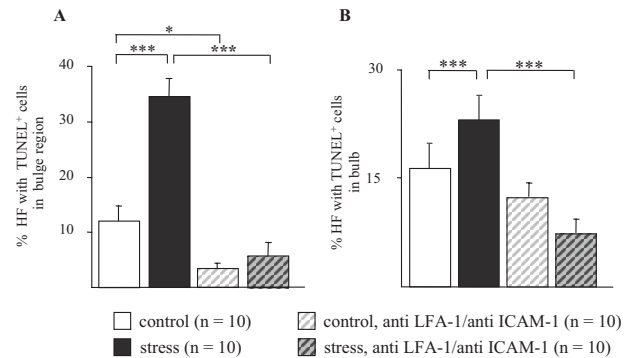 A
*
***
***
40
30
20
10
% HF with TUNEL+ cells
in bulge region
B
***
***
30
15
% HF with TUNEL+ cells
in bulb
control (n = 10)
control, anti LFA-1/anti ICAM-1 (n = 10)
stress (n = 10)
stress, anti LFA-1/anti ICAM-1 (n = 10)